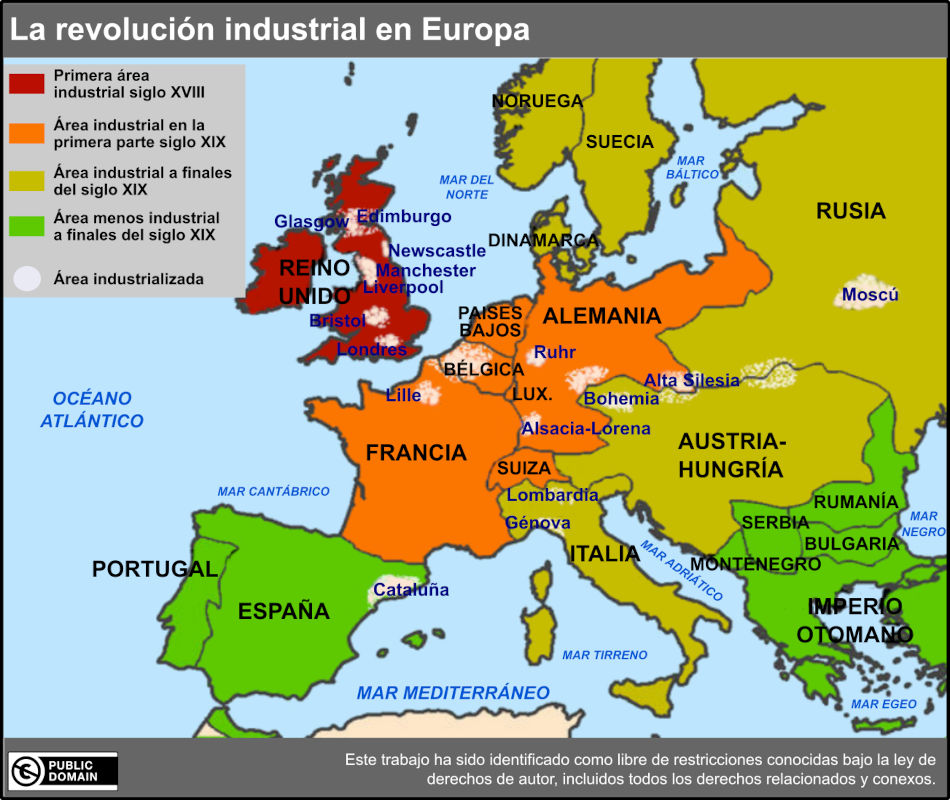 La revolución industrial en Europa
Primera área
industrial siglo XVIII
Área industrial en la
primera parte siglo XIX
Área industrial a finales
del siglo XIX
Área menos industrial
a finales del siglo XIX
Área industrializada
NORUEGA
SUECIA
MAR
BÁLTICO
MAR DEL
NORTE
RUSIA
Glasgow
Edimburgo
DINAMARCA
Newscastle
REINO
UNIDO
Manchester
Liverpool
Moscú
Bristol
PAISES
BAJOS
ALEMANIA
Londres
Ruhr
BÉLGICA
Alta Silesia
Lille
LUX.
Bohemia
OCÉANO
ATLÁNTICO
Alsacia-Lorena
FRANCIA
AUSTRIA-
HUNGRÍA
SUIZA
MAR CANTÁBRICO
Lombardía
RUMANÍA
Génova
SERBIA
MAR
NEGRO
BULGARIA
ITALIA
MAR ADRIÁTICO
MONTENEGRO
PORTUGAL
Cataluña
ESPAÑA
IMPERIO
OTOMANO
MAR TIRRENO
MAR MEDITERRÁNEO
MAR EGEO
PUBLIC
DOMAIN
Este trabajo ha sido identificado como libre de restricciones conocidas bajo la ley de
derechos de autor, incluidos todos los derechos relacionados y conexos.